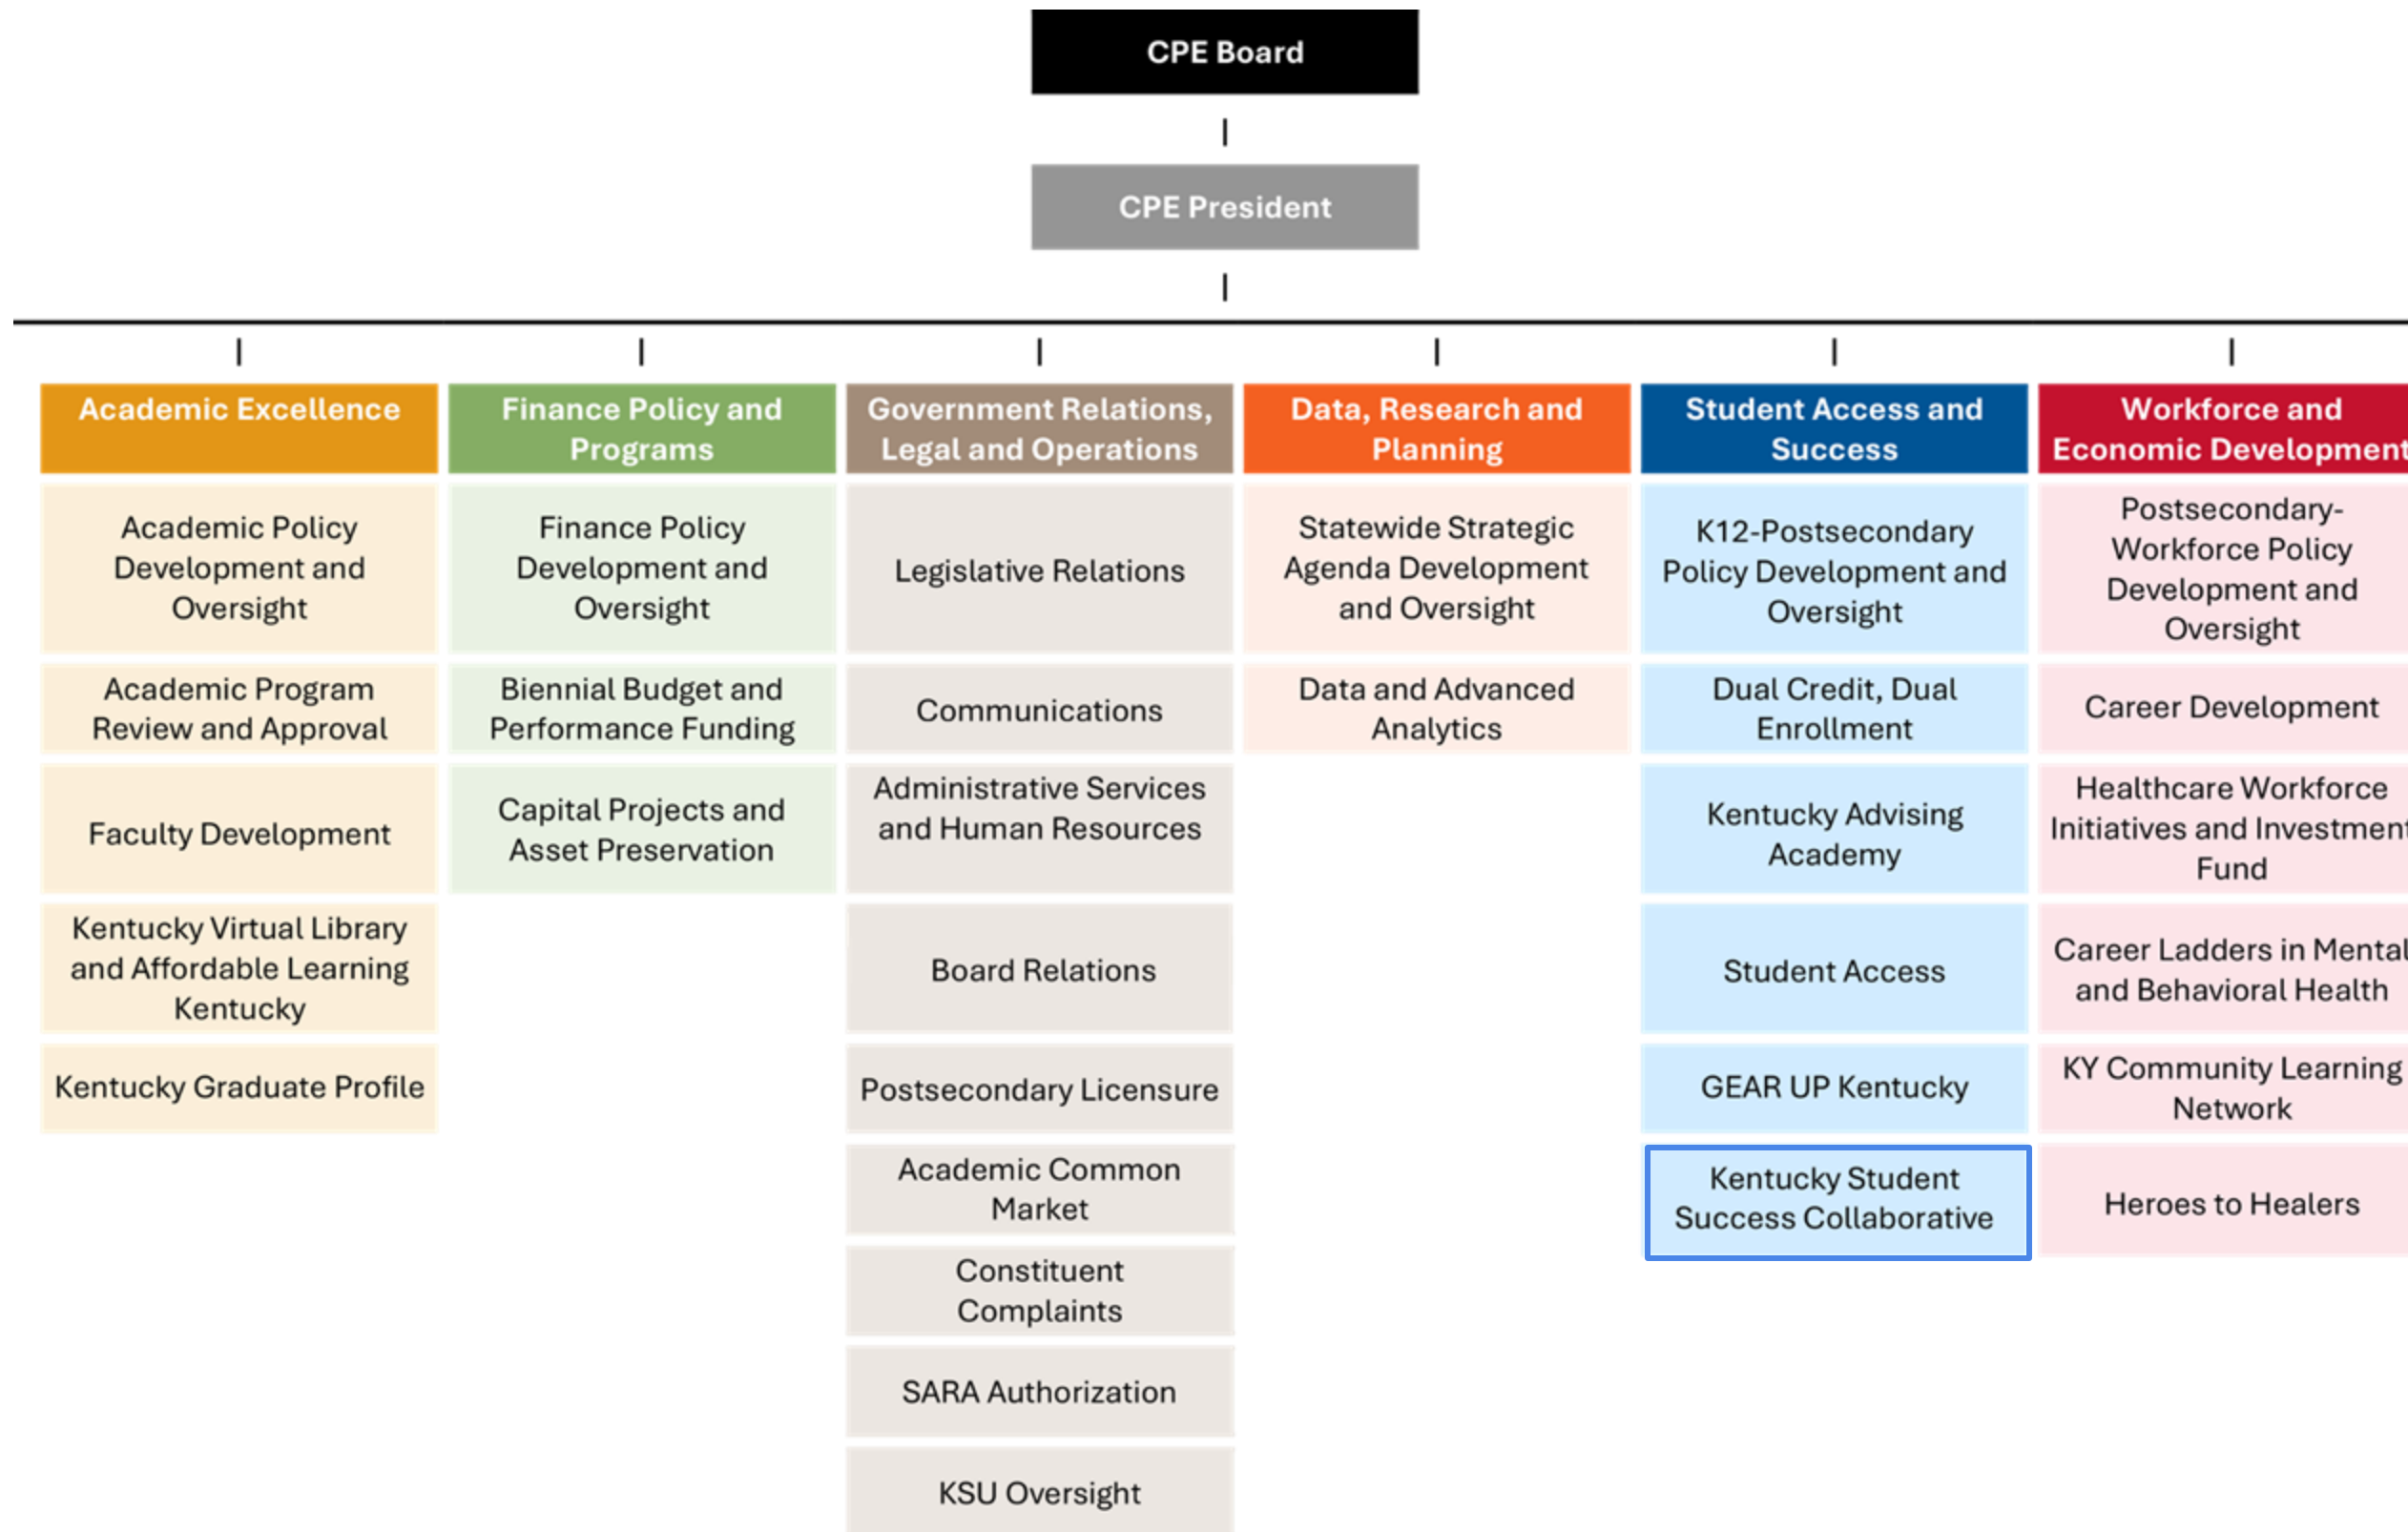 CPE Board
CPE President
Academic Excellence
Academic Policy
Development and
Oversight
Academic Program
Review and Approval
Faculty Development
Kentucky Virtual Library
and Affordable Learning
Kentucky
Kentucky Graduate Profile
Finance Policy and
Programs
Finance Policy
Development and
Oversight
Biennial Budget and
Performance Funding
Capital Projects and
Asset Preservation
Government Relations,
Legal and Operations
Legislative Relations
Communications
Administrative Services
and Human Resources
Board Relations
Postsecondary Licensure
Academic Common
Market
Constituent
Complaints
SARA Authorization
KSU Oversight
Data, Research and
Planning
Statewide Strategic
Agenda Development
and Oversight
Data and Advanced
Analytics
Student Access and
Success
K12-Postsecondary
Policy Development and
Oversight
Dual Credit, Dual
Enrollment
Kentucky Advising
Academy
Student Access
GEAR UP Kentucky
Kentucky Student
Success Collaborative
Workforce and
Economic Development
Postsecondary-
Workforce Policy
Development and
Oversight
Career Development
Healthcare Workforce
Initiatives and Investment
Fund
Career Ladders in Mental
and Behavioral Health
KY Community Learning
Network
Heroes to Healers